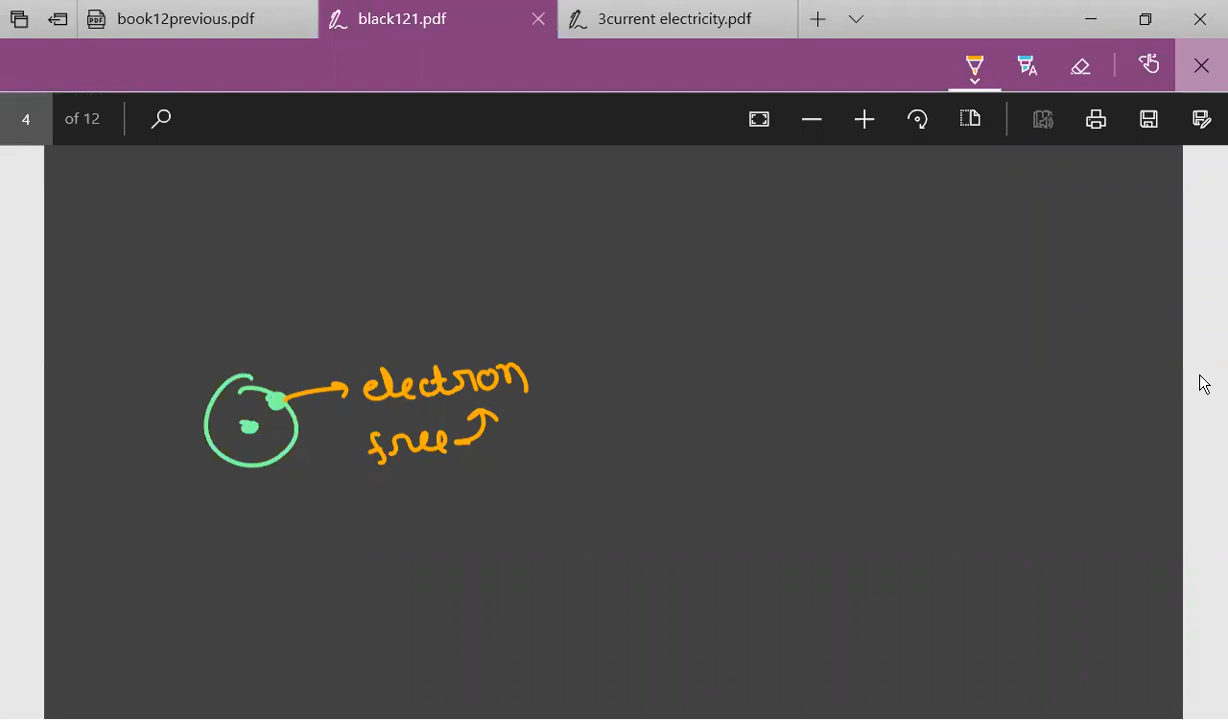 book12previous.pdf
black121.pdf
3current electricity.pdf
4 of 12
electron
free